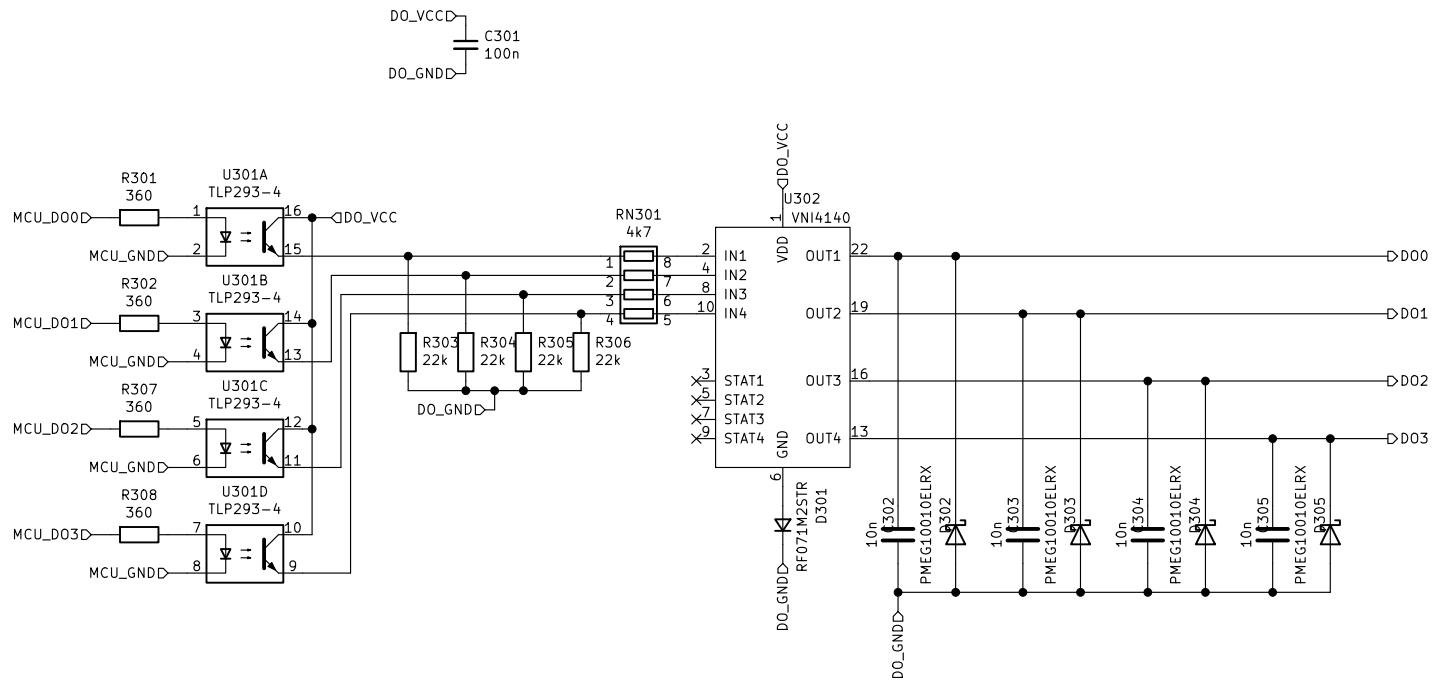 DO_VCC
C301
100n
DO_GND
R301
360
U301A
TLP293-4
MCU_DO0
1
16
DO_VCC
MCU_GND
2
15
R302
360
U301B
TLP293-4
MCU_DO1
3
14
MCU_GND
4
13
R307
360
U301C
TLP293-4
MCU_DO2
5
12
MCU_GND
6
11
R308
360
U301D
TLP293-4
MCU_DO3
7
10
MCU_GND
8
9
R303
22k
R304
22k
R305
22k
R306
22k
DO_GND
RN301
4k7
1
8
2
7
3
6
4
5
DO_VCC
U302
VNI4140
1
VDD
2
IN1
4
IN2
8
IN3
10
IN4
3
STAT1
5
STAT2
7
STAT3
9
STAT4
OUT1
22
OUT2
19
OUT3
16
OUT4
13
GND
6
RF071M2STR
D301
DO_GND
DO0
DO1
DO2
DO3
10n
C302
PMEG10010ELRX
D302
10n
C303
PMEG10010ELRX
D303
10n
C304
PMEG10010ELRX
D304
10n
C305
PMEG10010ELRX
D305
DO_GND